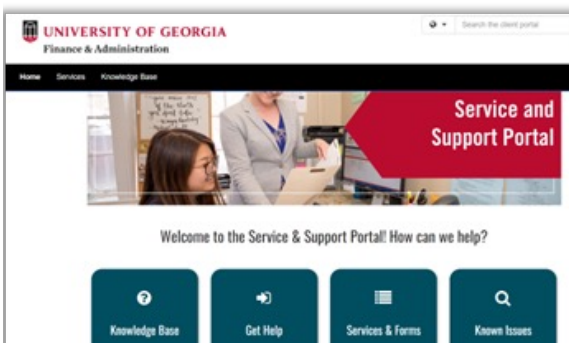 UNIVERSITY OF GEORGIA
Finance & Administration
Search the client portal
Home Services Knowledge Base
Service and
Support Portal
Welcome to the Service & Support Portal! How can we help?
Knowledge Base Get Help Services & Forms Known Issues